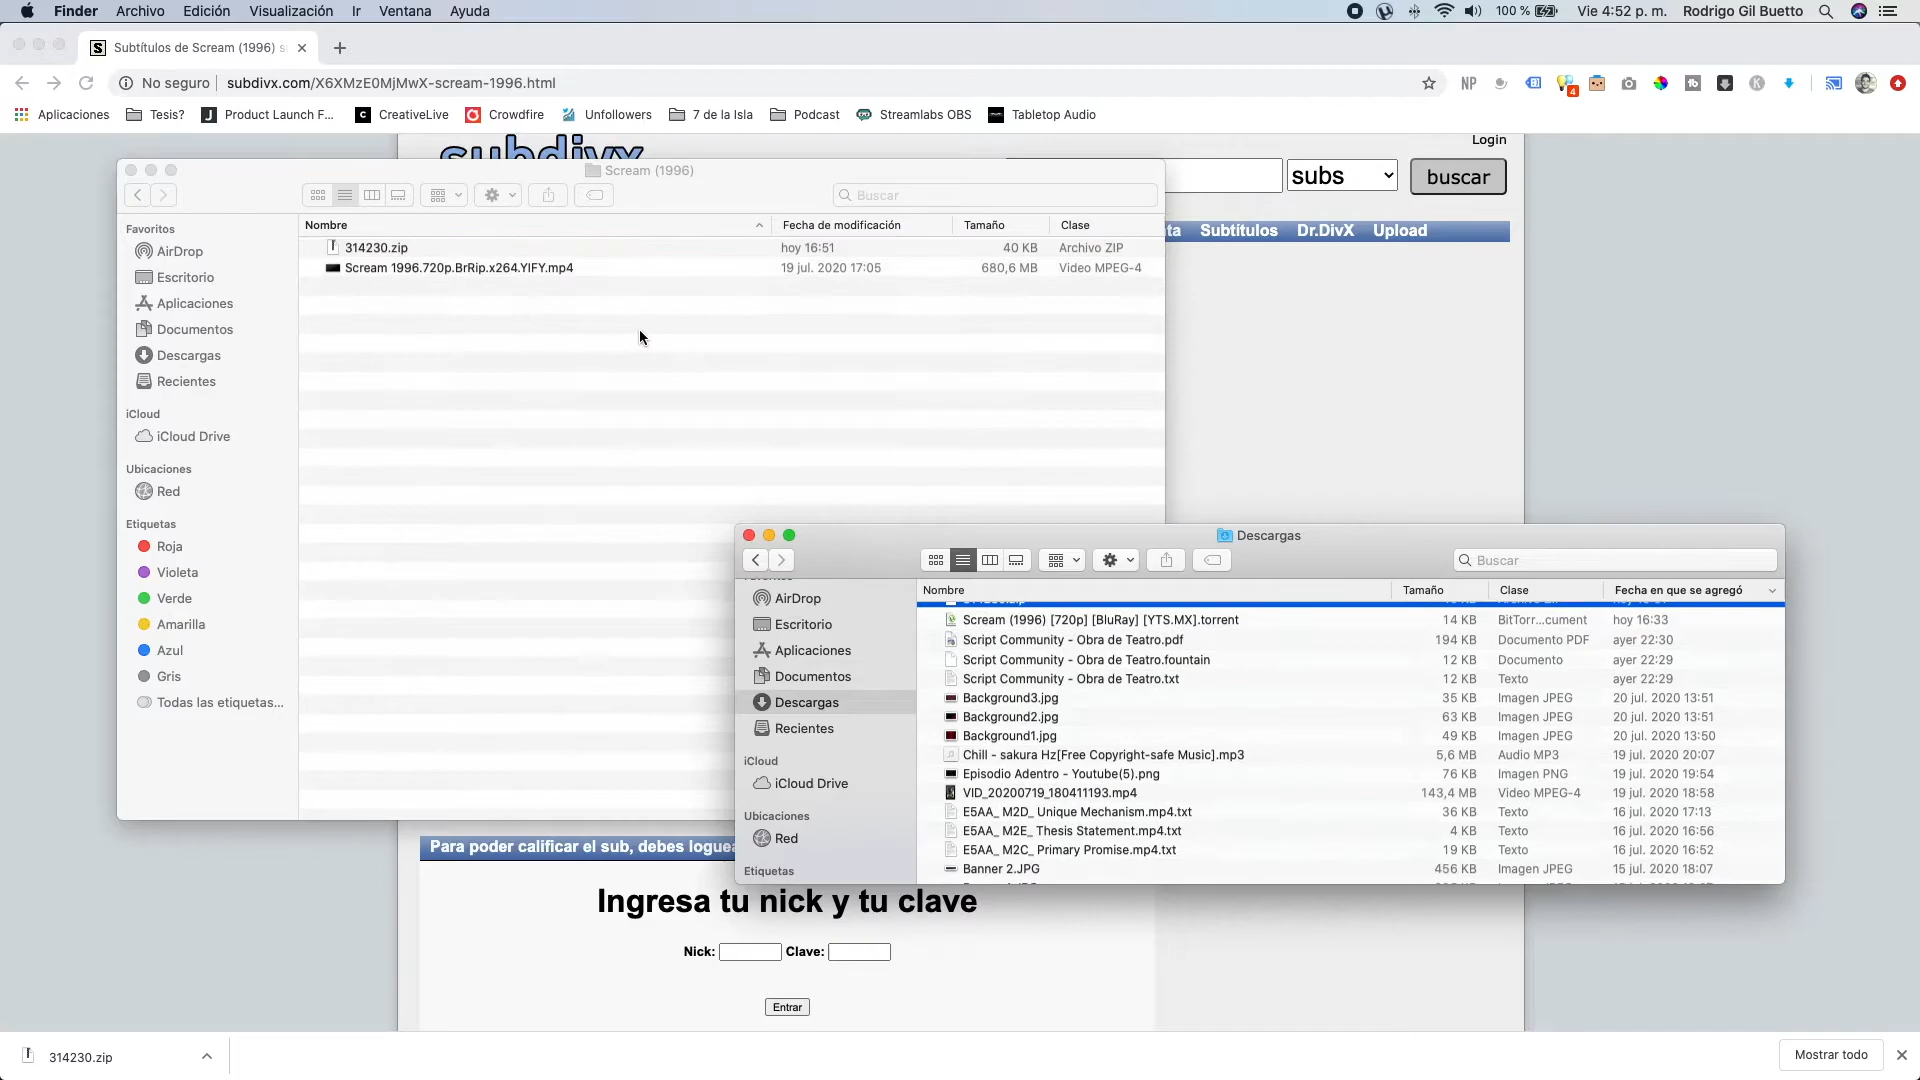 Finder Archivo Edición Visualización Ir Ventana Ayuda 100 % Vie 4:52 p. m. Rodrigo Gil Buetto
Subtítulos de Scream (1996) s
No seguro subdivx.com/X6XMzE0MjMwX-scream-1996.html NP 4
Aplicaciones Tesis? Product Launch F... CreativeLive Crowdfire Unfollowers 7 de la Isla Podcast Streamlabs OBS Tabletop Audio
Login
subdivx
subs buscar
Subtítulos Dr.DivX Upload
Scream (1996)
Buscar
Nombre Fecha de modificación Tamaño Clase
314230.zip hoy 16:51 40 KB Archivo ZIP
Scream 1996.720p.BrRip.x264.YIFY.mp4 19 jul. 2020 17:05 680,6 MB Video MPEG-4
Favoritos
AirDrop
Escritorio
Aplicaciones
Documentos
Descargas
Recientes
iCloud
iCloud Drive
Ubicaciones
Red
Etiquetas
Roja
Violeta
Verde
Amarilla
Azul
Gris
Todas las etiquetas...
Descargas
Buscar
Nombre Tamaño Clase Fecha en que se agregó
Scream (1996) [720p] [BluRay] [YTS.MX].torrent 14 KB BitTorr...cument hoy 16:33
Script Community - Obra de Teatro.pdf 194 KB Documento PDF ayer 22:30
Script Community - Obra de Teatro.fountain 12 KB Documento ayer 22:29
Script Community - Obra de Teatro.txt 12 KB Texto ayer 22:29
Background3.jpg 35 KB Imagen JPEG 20 jul. 2020 13:51
Background2.jpg 63 KB Imagen JPEG 20 jul. 2020 13:51
Background1.jpg 49 KB Imagen JPEG 20 jul. 2020 13:50
Chill - sakura Hz[Free Copyright-safe Music].mp3 5,6 MB Audio MP3 19 jul. 2020 20:07
Episodio Adentro - Youtube(5).png 76 KB Imagen PNG 19 jul. 2020 19:54
VID_20200719_180411193.mp4 143,4 MB Video MPEG-4 19 jul. 2020 18:58
E5AA_ M2D_ Unique Mechanism.mp4.txt 36 KB Texto 16 jul. 2020 17:13
E5AA_ M2E_ Thesis Statement.mp4.txt 4 KB Texto 16 jul. 2020 16:56
E5AA_ M2C_ Primary Promise.mp4.txt 19 KB Texto 16 jul. 2020 16:52
Banner 2.JPG 456 KB Imagen JPEG 15 jul. 2020 18:07
AirDrop
Escritorio
Aplicaciones
Documentos
Descargas
Recientes
iCloud
iCloud Drive
Ubicaciones
Red
Etiquetas
Para poder calificar el sub, debes loguea
Ingresa tu nick y tu clave
Nick: Clave:
Entrar
314230.zip Mostrar todo